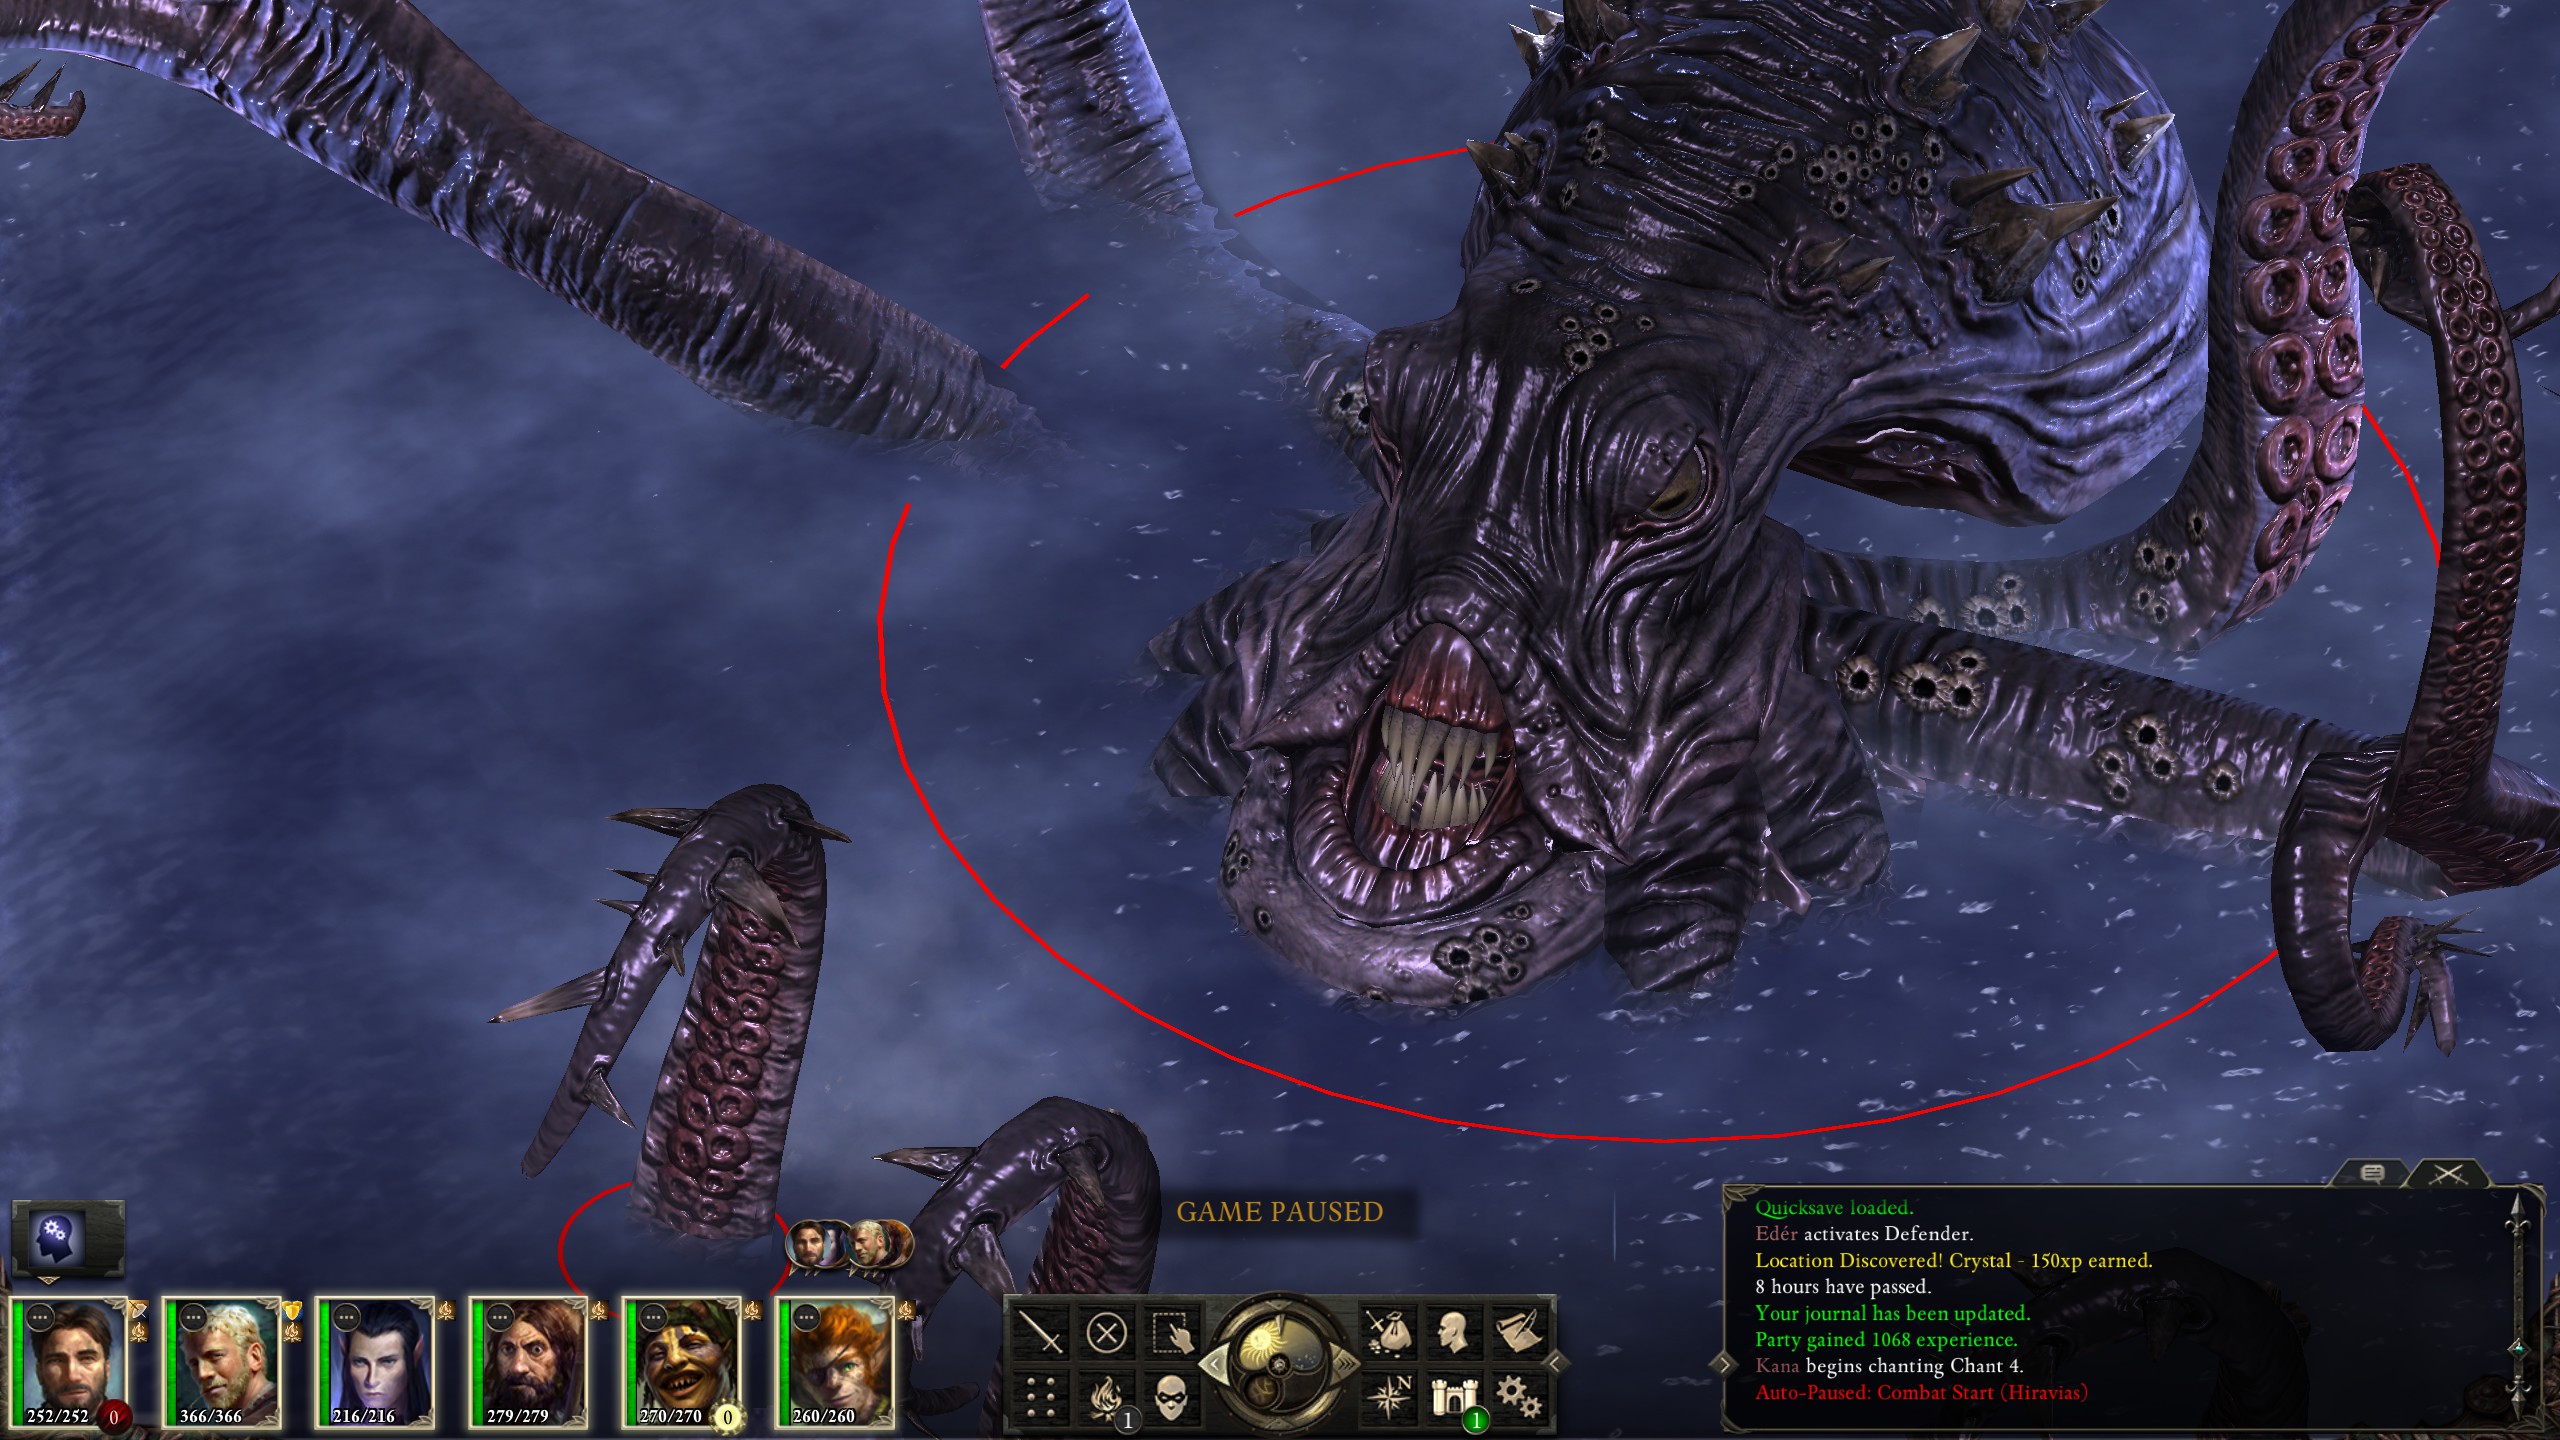 GAME PAUSED
Quicksave loaded.
Edér activates Defender.
Location Discovered! Crystal - 150xp earned.
8 hours have passed.
Your journal has been updated.
Party gained 1068 experience.
Kana begins chanting Chant 4.
Auto-Paused: Combat Start (Hiravias)
252/252 0
366/366
216/216
279/279
270/270 0
260/260
N
1
1